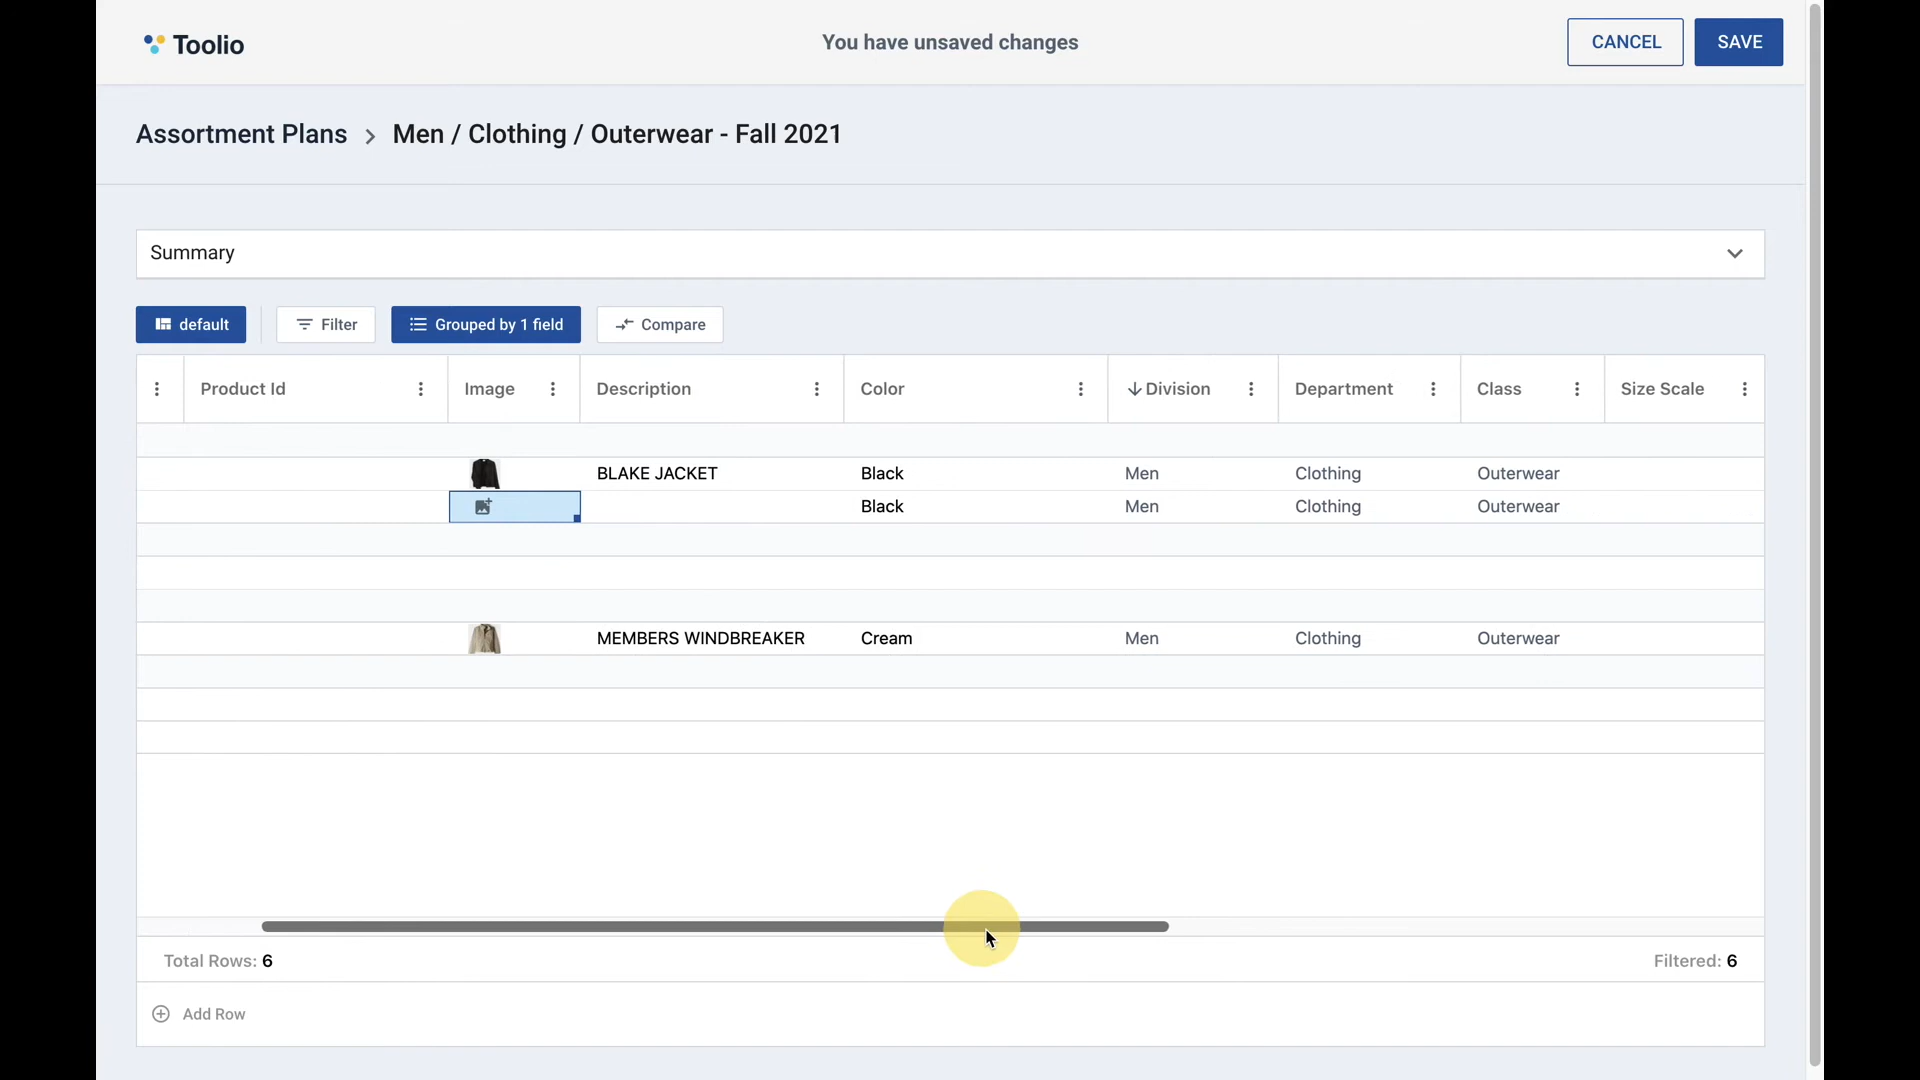 Toolio
You have unsaved changes
CANCEL
SAVE
Assortment Plans > Men / Clothing / Outerwear - Fall 2021
Summary
default
Filter
Grouped by 1 field
Compare
Product Id Image Description Color Division Department Class Size Scale
BLAKE JACKET Black Men Clothing Outerwear
Black Men Clothing Outerwear
MEMBERS WINDBREAKER Cream Men Clothing Outerwear
Total Rows: 6
Filtered: 6
Add Row